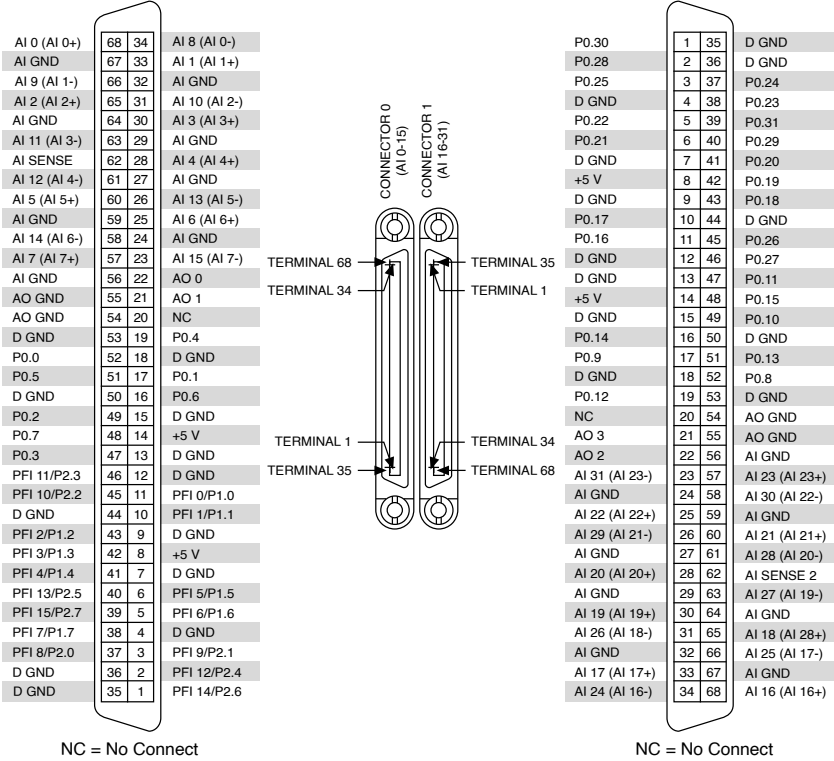 AI 0 (AI 0+) 68 34 AI 8 (AI 0-)
AI GND 67 33 AI 1 (AI 1+)
AI 9 (AI 1-) 66 32 AI GND
AI 2 (AI 2+) 65 31 AI 10 (AI 2-)
AI GND 64 30 AI 3 (AI 3+)
AI 11 (AI 3-) 63 29 AI GND
AI SENSE 62 28 AI 4 (AI 4+)
AI 12 (AI 4-) 61 27 AI GND
AI 5 (AI 5+) 60 26 AI 13 (AI 5-)
AI GND 59 25 AI 6 (AI 6+)
AI 14 (AI 6-) 58 24 AI GND
AI 7 (AI 7+) 57 23 AI 15 (AI 7-)
AI GND 56 22 AO 0
AO GND 55 21 AO 1
AO GND 54 20 NC
D GND 53 19 P0.4
P0.0 52 18 D GND
P0.5 51 17 P0.1
D GND 50 16 P0.6
P0.2 49 15 D GND
P0.7 48 14 +5 V
P0.3 47 13 D GND
PFI 11/P2.3 46 12 D GND
PFI 10/P2.2 45 11 PFI 0/P1.0
D GND 44 10 PFI 1/P1.1
PFI 2/P1.2 43 9 D GND
PFI 3/P1.3 42 8 +5 V
PFI 4/P1.4 41 7 D GND
PFI 13/P2.5 40 6 PFI 5/P1.5
PFI 15/P2.7 39 5 PFI 6/P1.6
PFI 7/P1.7 38 4 D GND
PFI 8/P2.0 37 3 PFI 9/P2.1
D GND 36 2 PFI 12/P2.4
D GND 35 1 PFI 14/P2.6
NC = No Connect
CONNECTOR 0
(AI 0-15)
CONNECTOR 1
(AI 16-31)
TERMINAL 68
TERMINAL 34
TERMINAL 35
TERMINAL 1
TERMINAL 1
TERMINAL 35
TERMINAL 34
TERMINAL 68
P0.30 1 35 D GND
P0.28 2 36 D GND
P0.25 3 37 P0.24
D GND 4 38 P0.23
P0.22 5 39 P0.31
P0.21 6 40 P0.29
D GND 7 41 P0.20
+5 V 8 42 P0.19
D GND 9 43 P0.18
P0.17 10 44 D GND
P0.16 11 45 P0.26
D GND 12 46 P0.27
D GND 13 47 P0.11
+5 V 14 48 P0.15
D GND 15 49 P0.10
P0.14 16 50 D GND
P0.9 17 51 P0.13
D GND 18 52 P0.8
P0.12 19 53 D GND
NC 20 54 AO GND
AO 3 21 55 AO GND
AO 2 22 56 AI GND
AI 31 (AI 23-) 23 57 AI 23 (AI 23+)
AI GND 24 58 AI 30 (AI 22-)
AI 22 (AI 22+) 25 59 AI GND
AI 29 (AI 21-) 26 60 AI 21 (AI 21+)
AI GND 27 61 AI 28 (AI 20-)
AI 20 (AI 20+) 28 62 AI SENSE 2
AI GND 29 63 AI 27 (AI 19-)
AI 19 (AI 19+) 30 64 AI GND
AI 26 (AI 18-) 31 65 AI 18 (AI 28+)
AI GND 32 66 AI 25 (AI 17-)
AI 17 (AI 17+) 33 67 AI GND
AI 24 (AI 16-) 34 68 AI 16 (AI 16+)
NC = No Connect